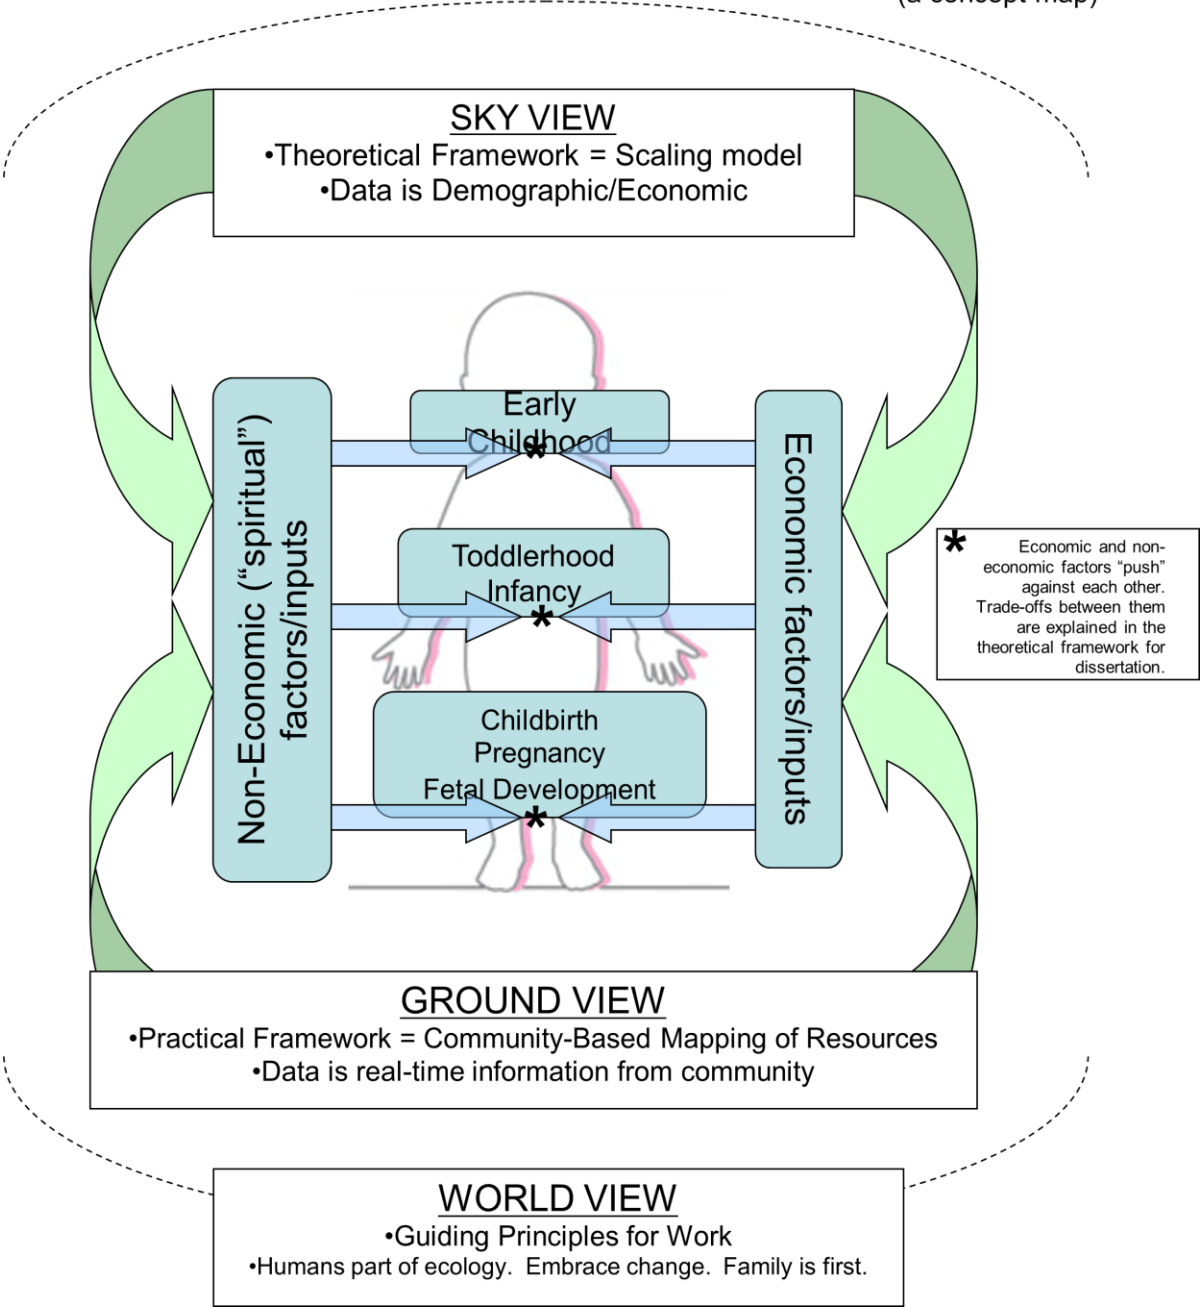 (a concept map)
SKY VIEW
•Theoretical Framework = Scaling model
•Data is Demographic/Economic
Non-Economic (“spiritual”)
factors/inputs
Early
Childhood
*
Toddlerhood
Infancy
*
Childbirth
Pregnancy
Fetal Development
*
Economic factors/inputs
*
Economic and non-
economic factors “push”
against each other.
Trade-offs between them
are explained in the
theoretical framework for
dissertation.
GROUND VIEW
•Practical Framework = Community-Based Mapping of Resources
•Data is real-time information from community
WORLD VIEW
•Guiding Principles for Work
•Humans part of ecology.  Embrace change.  Family is first.